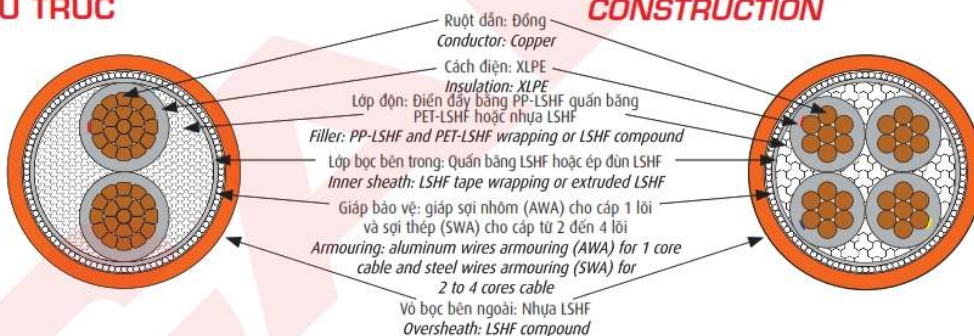 U TRÚC
CONSTRUCTION
Ruột dẫn: Đồng
Conductor: Copper
Cách điện: XLPE
Insulation: XLPE
Lớp độn: Điền đầy bằng PP-LSHF quấn băng
PET-LSHF hoặc nhựa LSHF
Filler: PP-LSHF and PET-LSHF wrapping or LSHF compound
Lớp bọc bên trong: Quấn băng LSHF hoặc ép đùn LSHF
Inner sheath: LSHF tape wrapping or extruded LSHF
Giáp bảo vệ: giáp sợi nhôm (AWA) cho cáp 1 lõi
và sợi thép (SWA) cho cáp từ 2 đến 4 lõi
Armouring: aluminum wires armouring (AWA) for 1 core
cable and steel wires armouring (SWA) for
2 to 4 cores cable
Vỏ bọc bên ngoài: Nhựa LSHF
Oversheath: LSHF compound